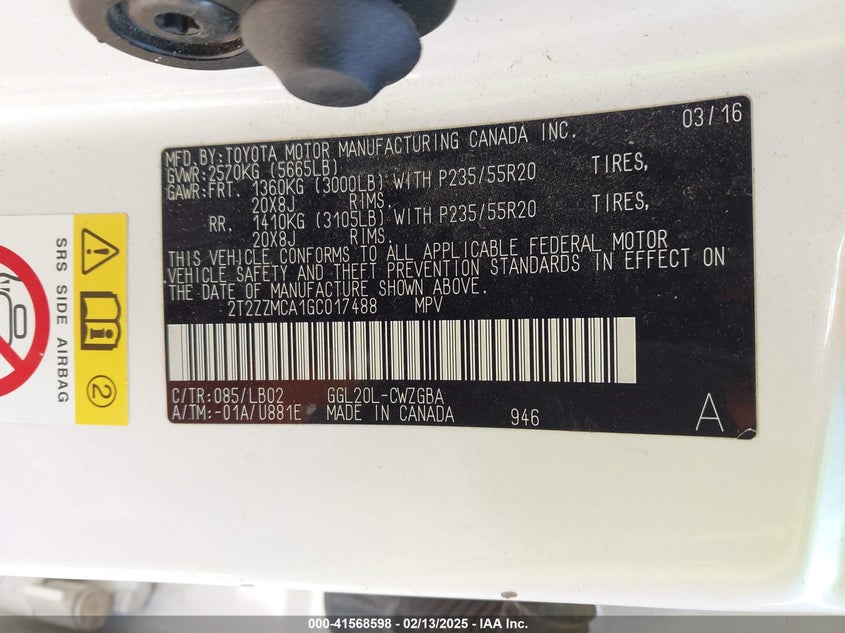 MFD. BY:TOYOTA MOTOR MANUFACTURING CANADA INC. 03/16
GVWR:2570KG (5665LB)
GAWR:FRT. 1360KG (3000LB) WITH P235/55R20 TIRES,
20X8J RIMS.
RR. 1410KG (3105LB) WITH P235/55R20 TIRES,
20X8J RIMS.
THIS VEHICLE CONFORMS TO ALL APPLICABLE FEDERAL MOTOR
VEHICLE SAFETY AND THEFT PREVENTION STANDARDS IN EFFECT ON
THE DATE OF MANUFACTURE SHOWN ABOVE.
2T2ZZMCA1GC017488 MPV
C/TR:085/LB02 GGL20L-CWZGBA
A/TM:-01A/U881E MADE IN CANADA 946 A
SRS SIDE AIRBAG
2
000-41568598 - 02/13/2025 - IAA Inc.